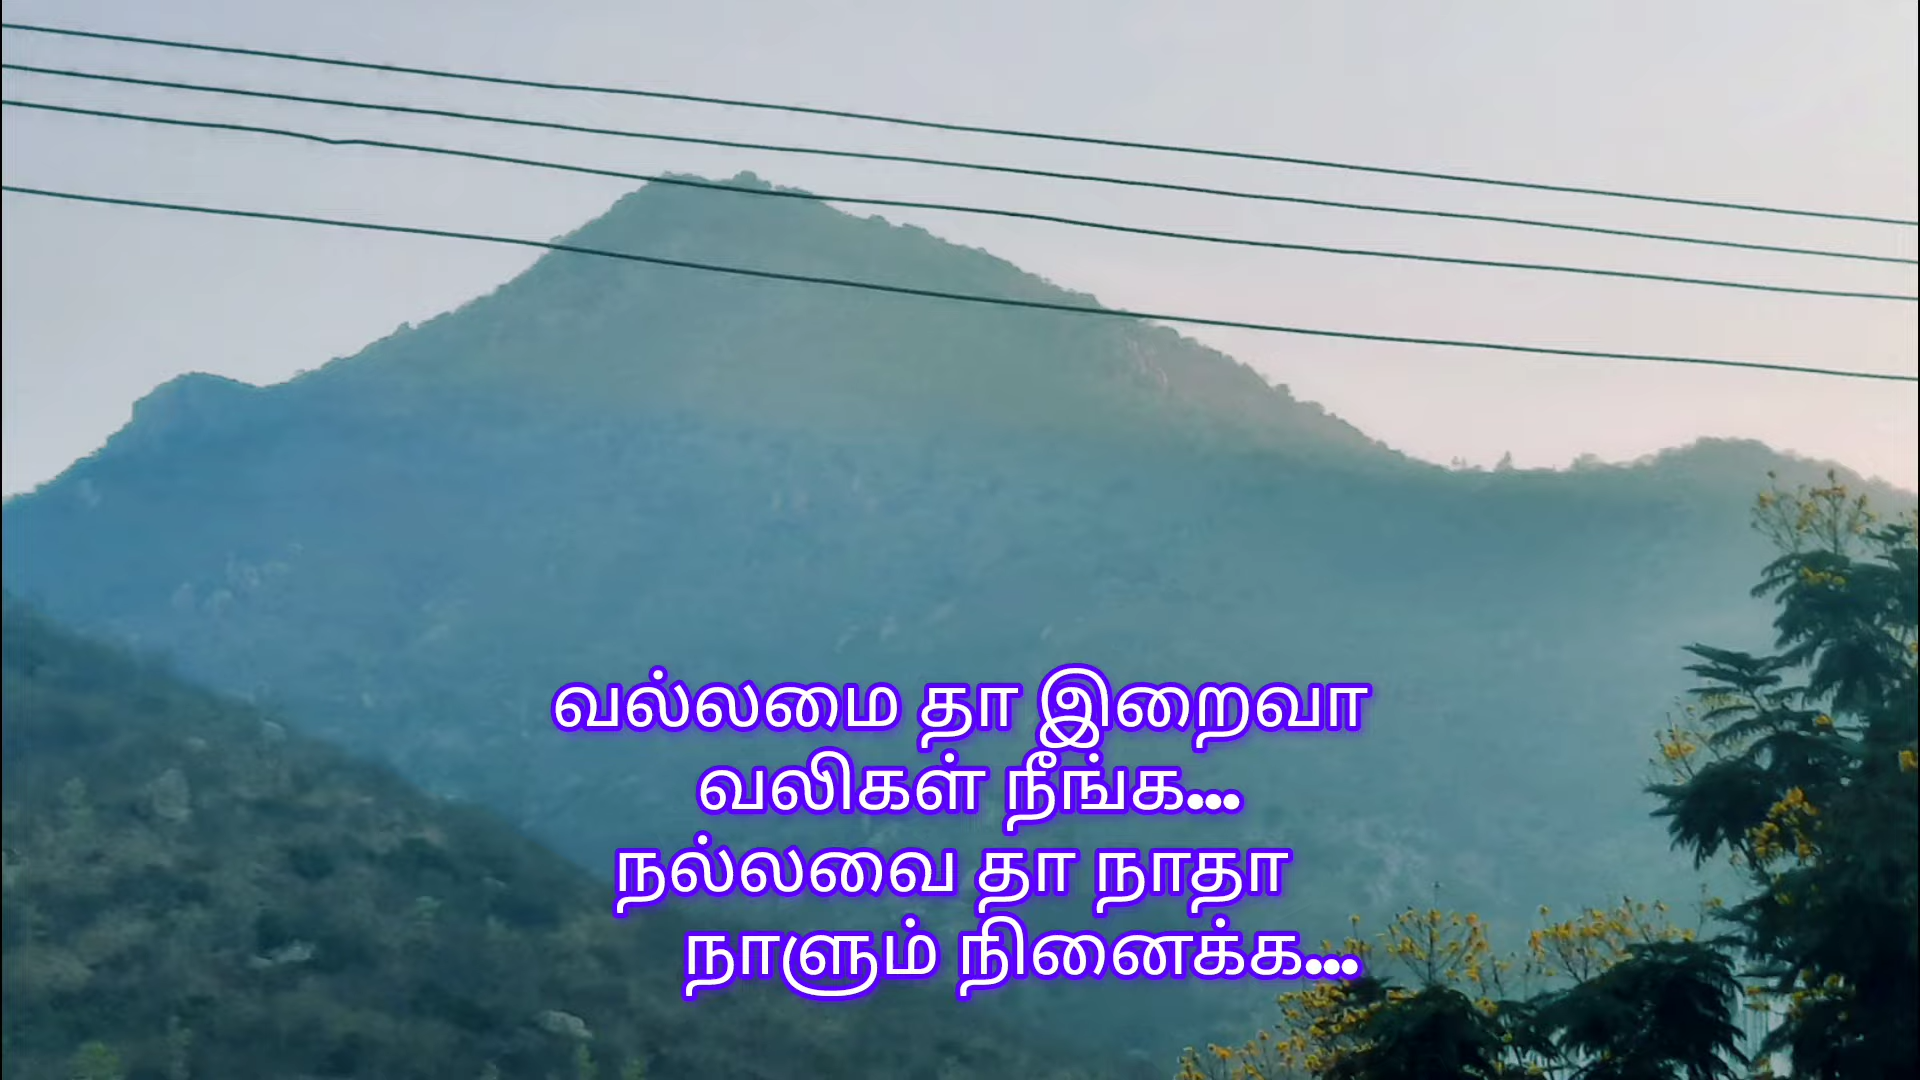 வல்லமை தா இறைவா
வலிகள் நீங்க...
நல்லவை தா நாதா
நாளும் நினைக்க...